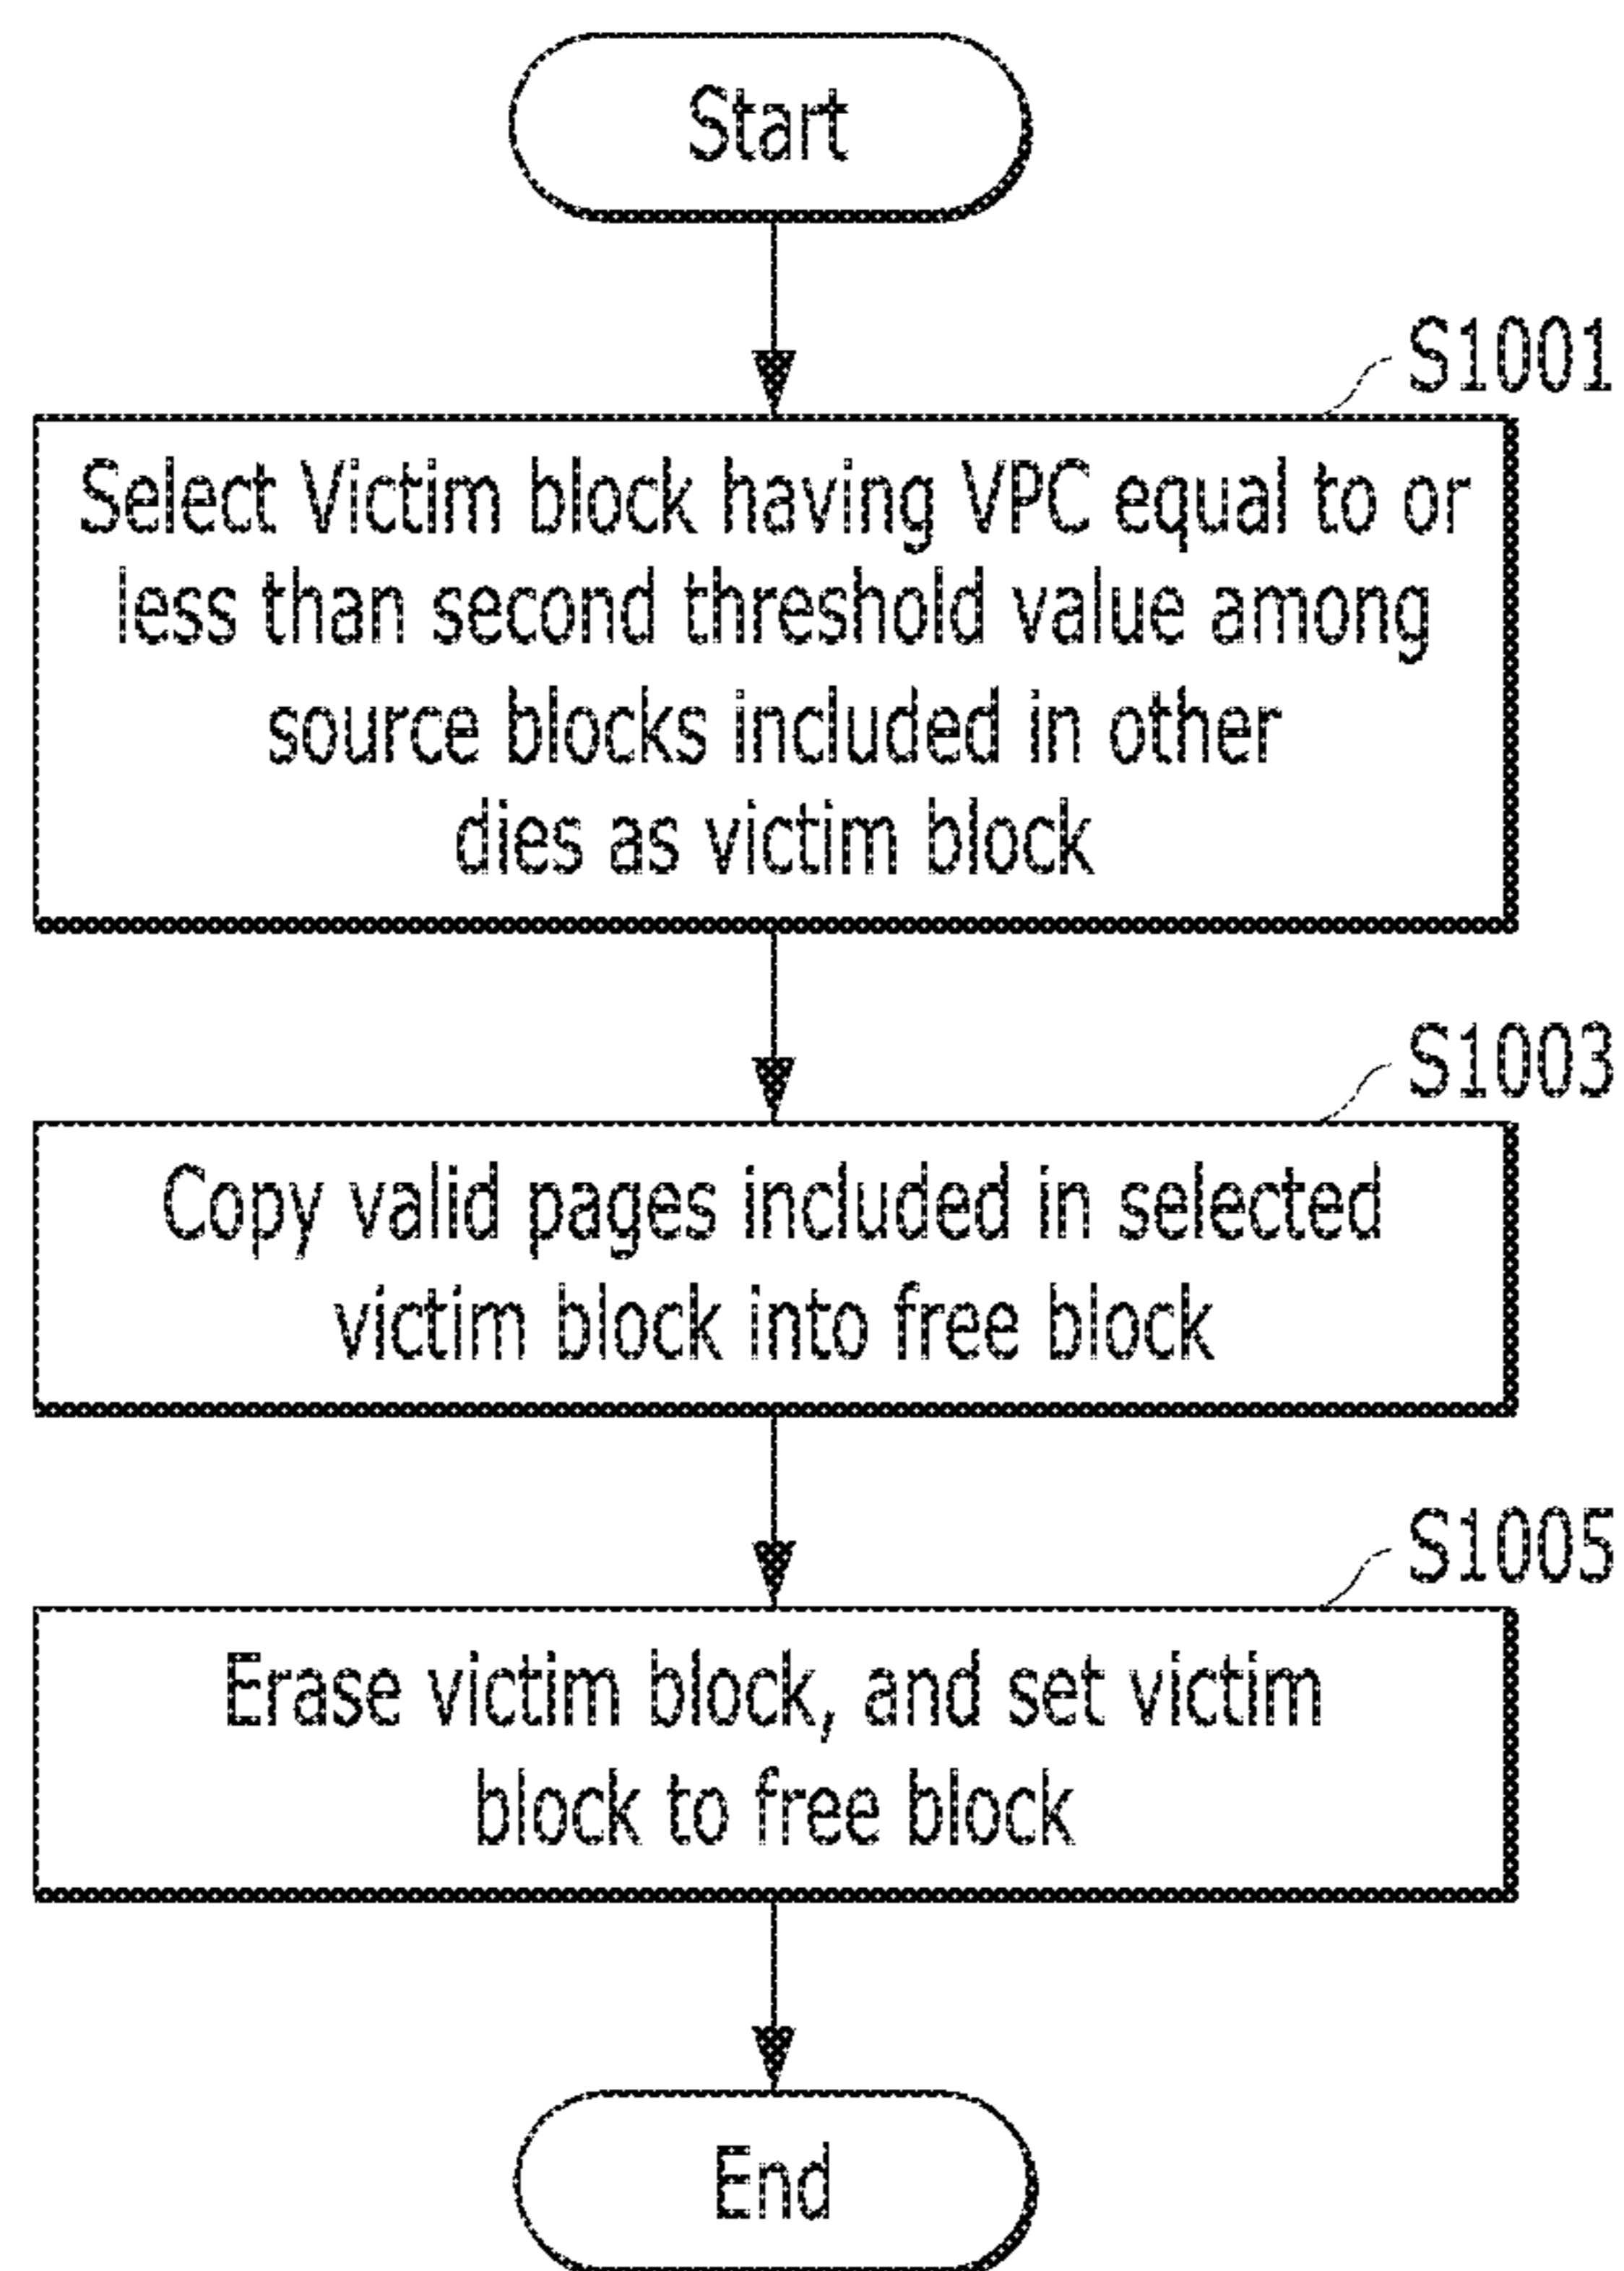 Start
S1001
Select Victim block having VPC equal to or
less than second threshold value among
source blocks included in other
dies as victim block
S1003
Copy valid pages included in selected
victim block into free block
S1005
Erase victim block, and set victim
block to free block
End